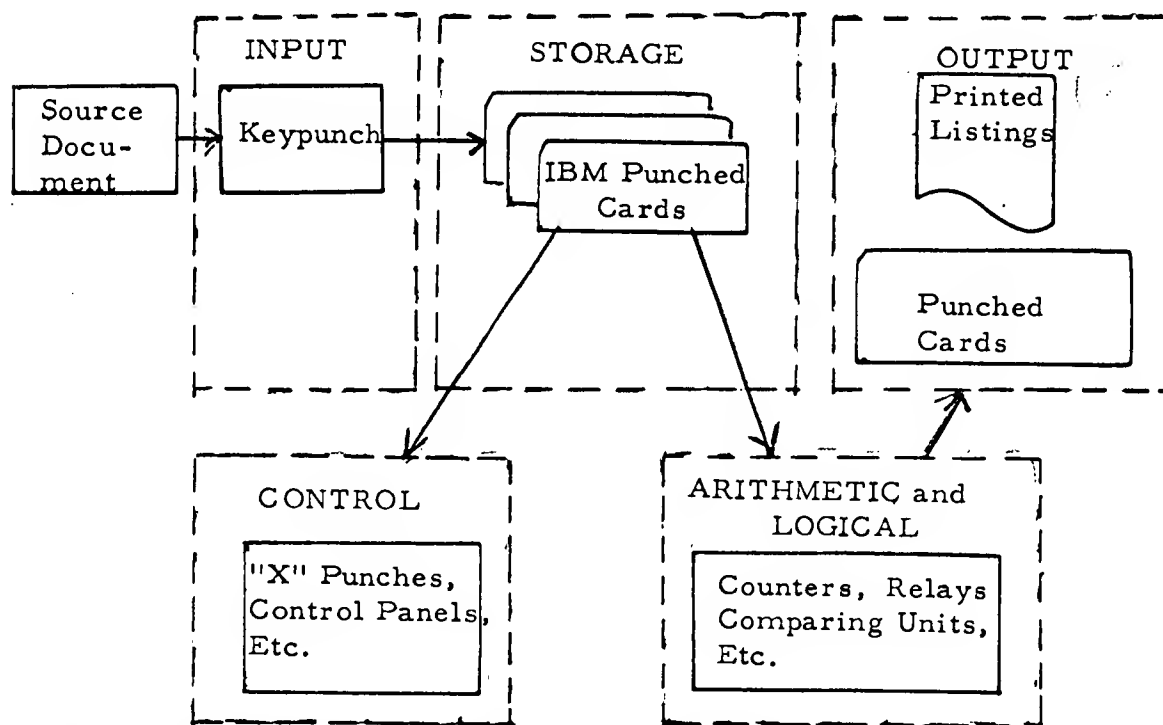 INPUT
STORAGE
OUTPUT
Source
Docu-
ment
Keypunch
IBM Punched
Cards
Printed
Listings
Punched
Cards
CONTROL
"X" Punches,
Control Panels,
Etc.
ARITHMETIC and
LOGICAL
Counters, Relays
Comparing Units,
Etc.